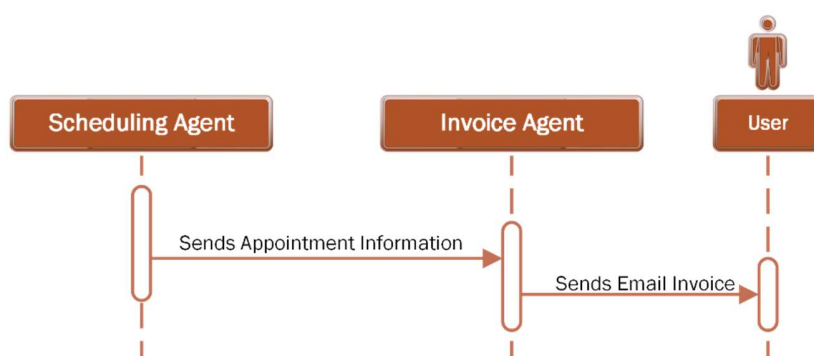 Scheduling Agent
Invoice Agent
User
Sends Appointment Information
Sends Email Invoice